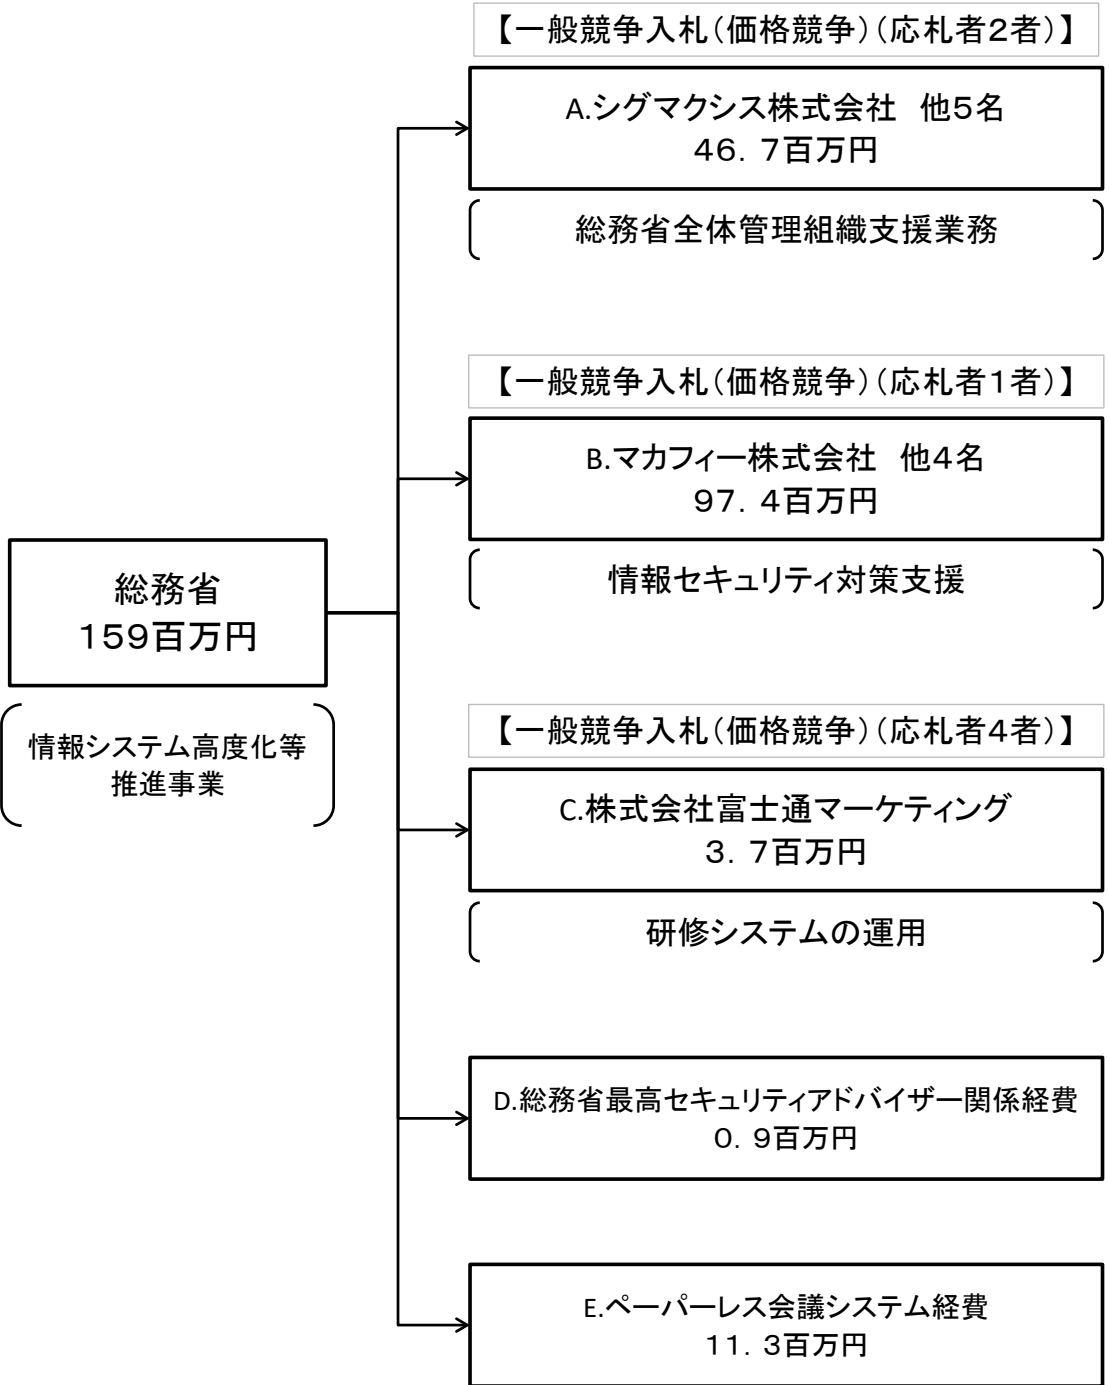 【一般競争入札（価格競争）（応札者２者）】
A.シグマクシス株式会社　他５名
４６．７百万円
総務省全体管理組織支援業務
【一般競争入札（価格競争）（応札者１者）】
B.マカフィー株式会社　他４名
９７．４百万円
情報セキュリティ対策支援
総務省
１５９百万円
情報システム高度化等
推進事業
【一般競争入札（価格競争）（応札者４者）】
C.株式会社富士通マーケティング
３．７百万円
研修システムの運用
D.総務省最高セキュリティアドバイザー関係経費
０．９百万円
E.ペーパーレス会議システム経費
１１．３百万円